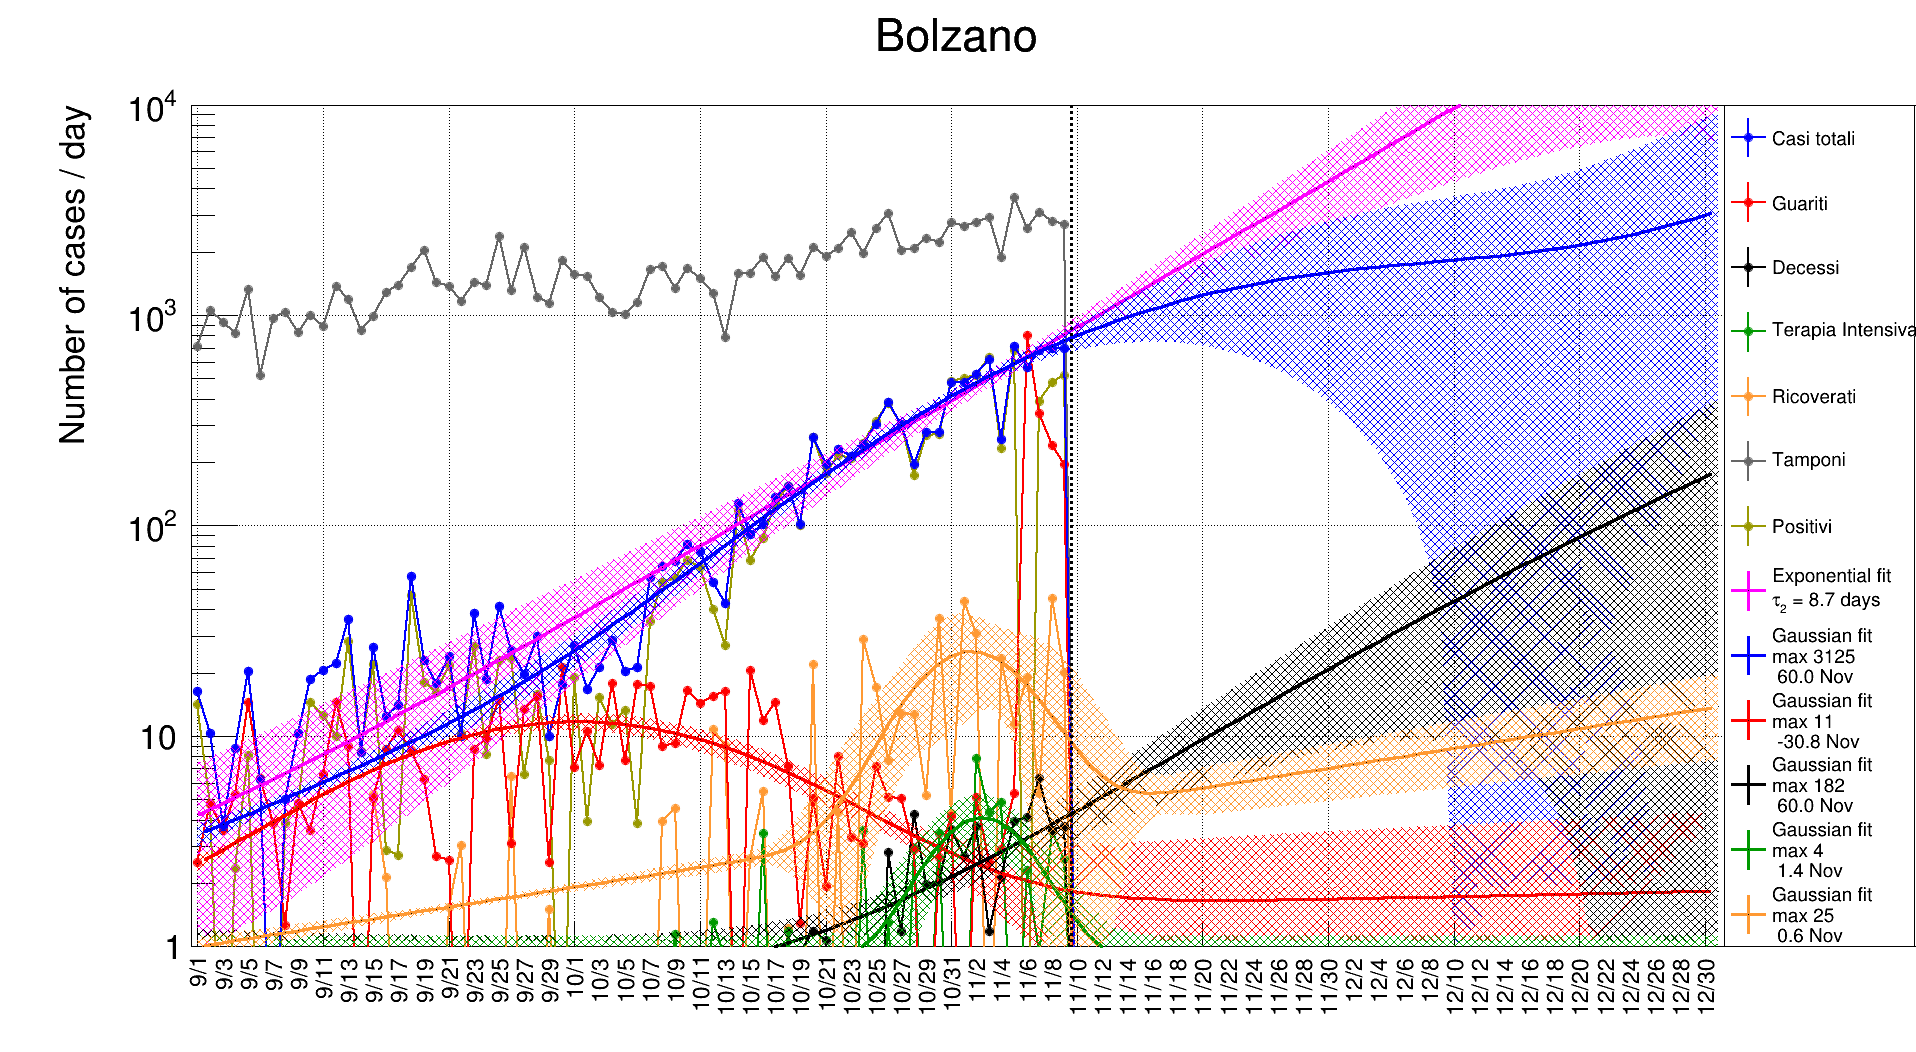 Bolzano
Number of cases / day
10^4
10^3
10^2
10
1
9/1
9/3
9/5
9/7
9/9
9/11
9/13
9/15
9/17
9/19
9/21
9/23
9/25
9/27
9/29
10/1
10/3
10/5
10/7
10/9
10/11
10/13
10/15
10/17
10/19
10/21
10/23
10/25
10/27
10/29
10/31
11/2
11/4
11/6
11/8
11/10
11/12
11/14
11/16
11/18
11/20
11/22
11/24
11/26
11/28
11/30
12/2
12/4
12/6
12/8
12/10
12/12
12/14
12/16
12/18
12/20
12/22
12/24
12/26
12/28
12/30
Casi totali
Guariti
Decessi
Terapia Intensiva
Ricoverati
Tamponi
Positivi
Exponential fit
τ2 = 8.7 days
Gaussian fit
max 3125
60.0 Nov
Gaussian fit
max 11
-30.8 Nov
Gaussian fit
max 182
60.0 Nov
Gaussian fit
max 4
1.4 Nov
Gaussian fit
max 25
0.6 Nov